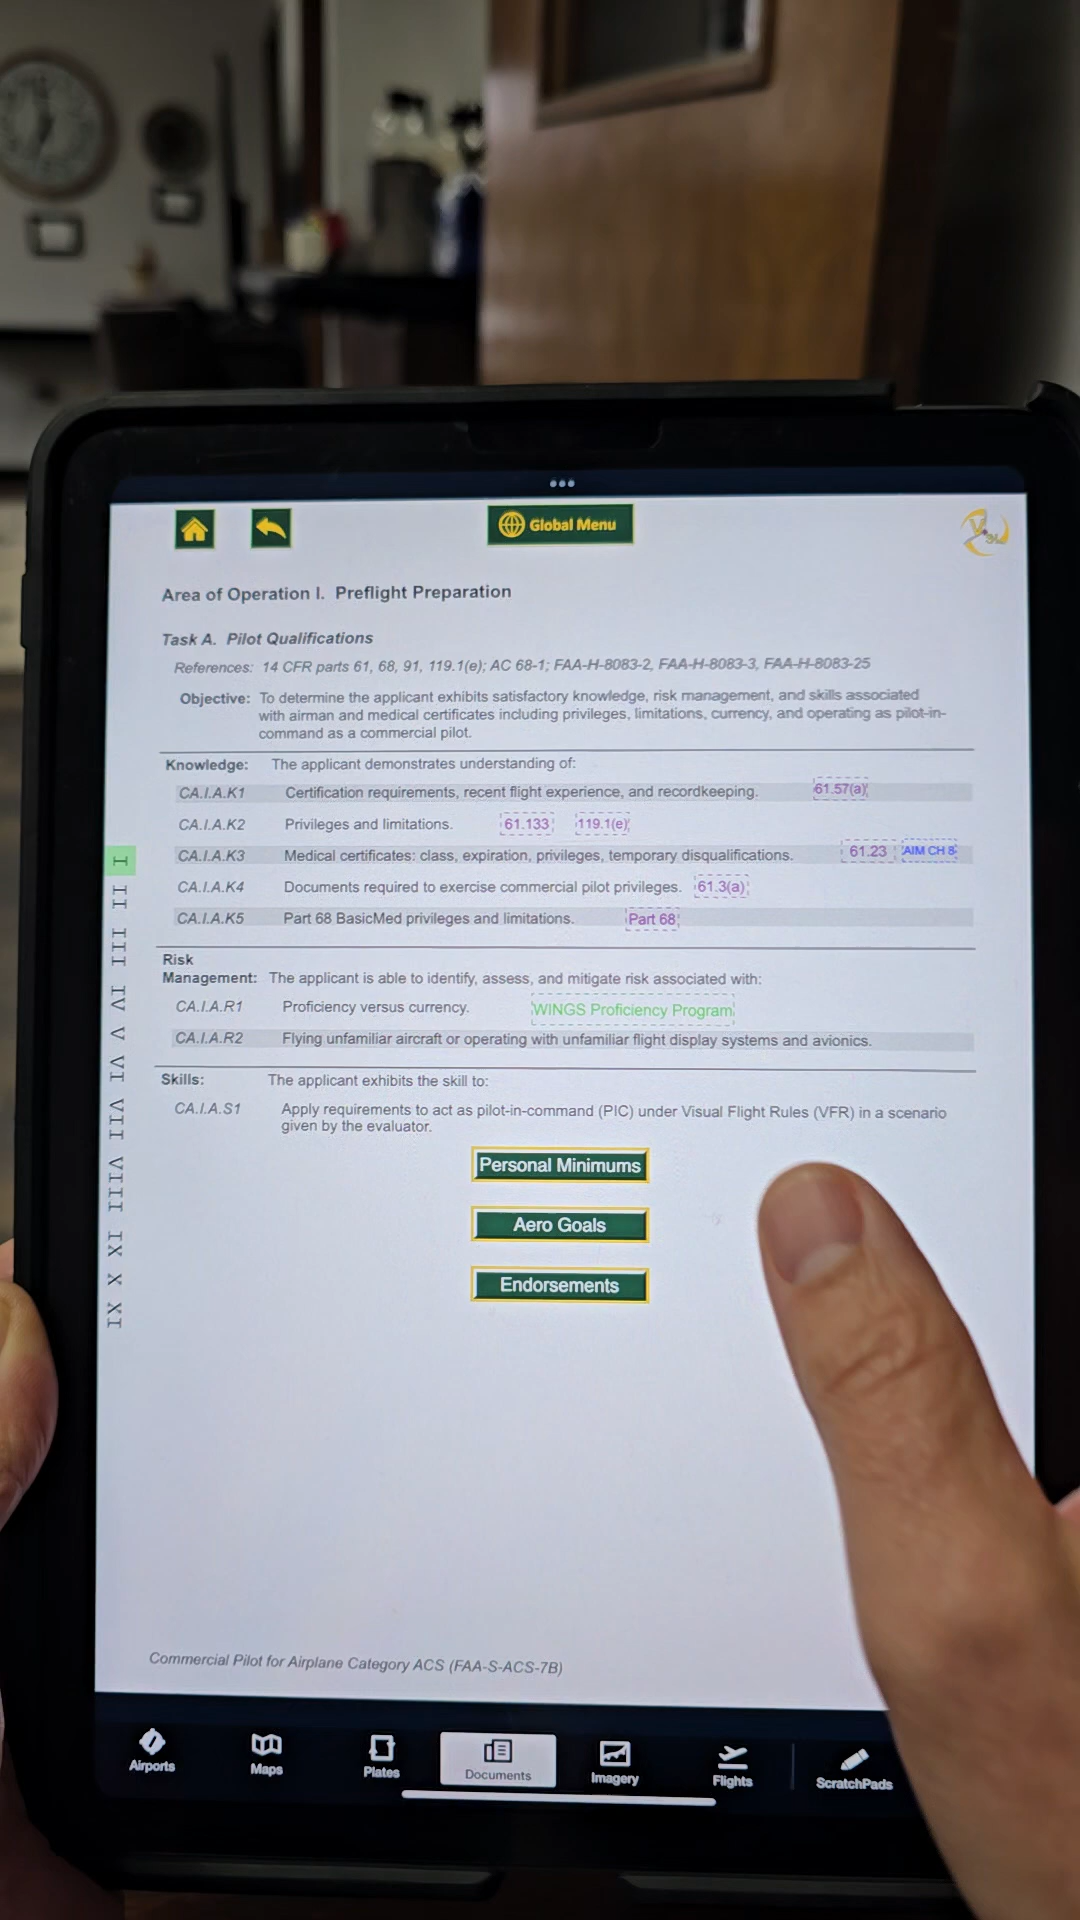 Global Menu
Area of Operation I. Preflight Preparation
Task A. Pilot Qualifications
References: 14 CFR parts 61, 68, 91, 119.1(e); AC 68-1; FAA-H-8083-2, FAA-H-8083-3, FAA-H-8083-25
Objective: To determine the applicant exhibits satisfactory knowledge, risk management, and skills associated
with airman and medical certificates including privileges, limitations, currency, and operating as pilot-in-
command as a commercial pilot.
Knowledge: The applicant demonstrates understanding of:
CA.I.A.K1 Certification requirements, recent flight experience, and recordkeeping. 61.57(a)
CA.I.A.K2 Privileges and limitations. 61.133 119.1(e)
CA.I.A.K3 Medical certificates: class, expiration, privileges, temporary disqualifications. 61.23 AIM CH 8
CA.I.A.K4 Documents required to exercise commercial pilot privileges. 61.3(a)
CA.I.A.K5 Part 68 BasicMed privileges and limitations. Part 68
Risk
Management: The applicant is able to identify, assess, and mitigate risk associated with:
CA.I.A.R1 Proficiency versus currency. WINGS Proficiency Program
CA.I.A.R2 Flying unfamiliar aircraft or operating with unfamiliar flight display systems and avionics.
Skills: The applicant exhibits the skill to:
CA.I.A.S1 Apply requirements to act as pilot-in-command (PIC) under Visual Flight Rules (VFR) in a scenario
given by the evaluator.
Personal Minimums
Aero Goals
Endorsements
I II III IV V VI VII VIII IX X XI
Commercial Pilot for Airplane Category ACS (FAA-S-ACS-7B)
Airports Maps Plates Documents Imagery Flights ScratchPads